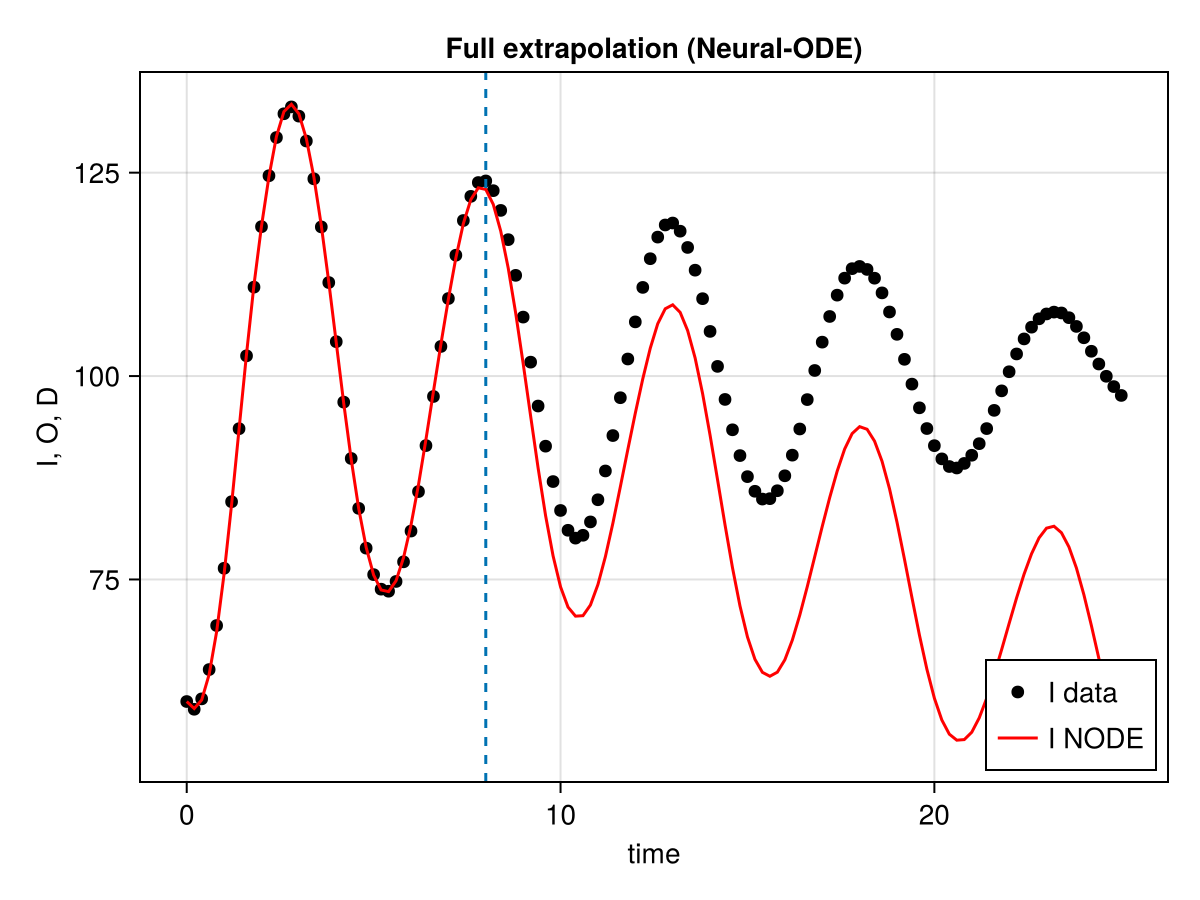 Full extrapolation (Neural-ODE)
I, O, D
125
100
75
0
10
20
time
I data
I NODE